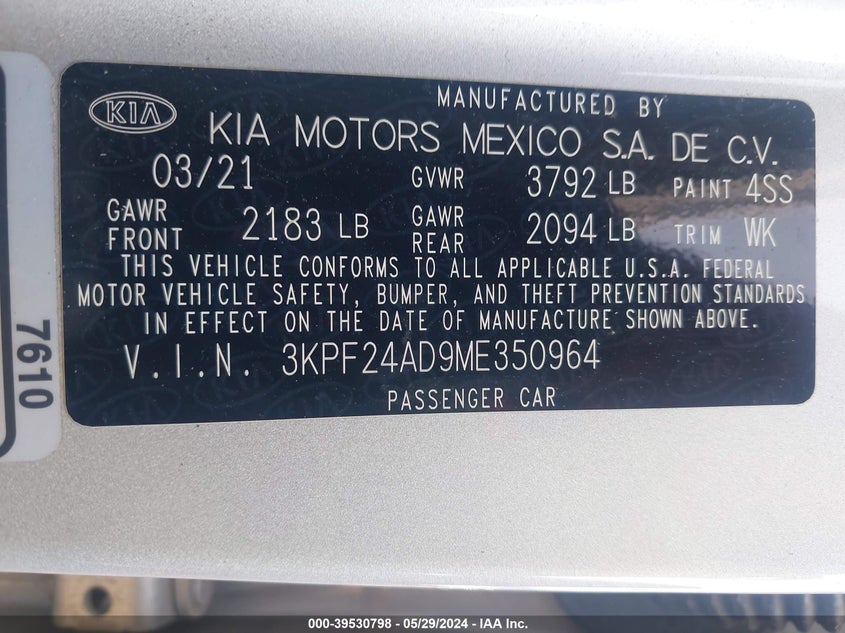 MANUFACTURED BY
KIA KIA MOTORS MEXICO S.A. DE C.V.
03/21 GVWR 3792 LB PAINT 4SS
GAWR FRONT 2183 LB GAWR REAR 2094 LB TRIM WK
THIS VEHICLE CONFORMS TO ALL APPLICABLE U.S.A. FEDERAL
MOTOR VEHICLE SAFETY, BUMPER, AND THEFT PREVENTION STANDARDS
IN EFFECT ON THE DATE OF MANUFACTURE SHOWN ABOVE.
V.I.N. 3KPF24AD9ME350964
PASSENGER CAR
7610
000-39530798 - 05/29/2024 - IAA Inc.